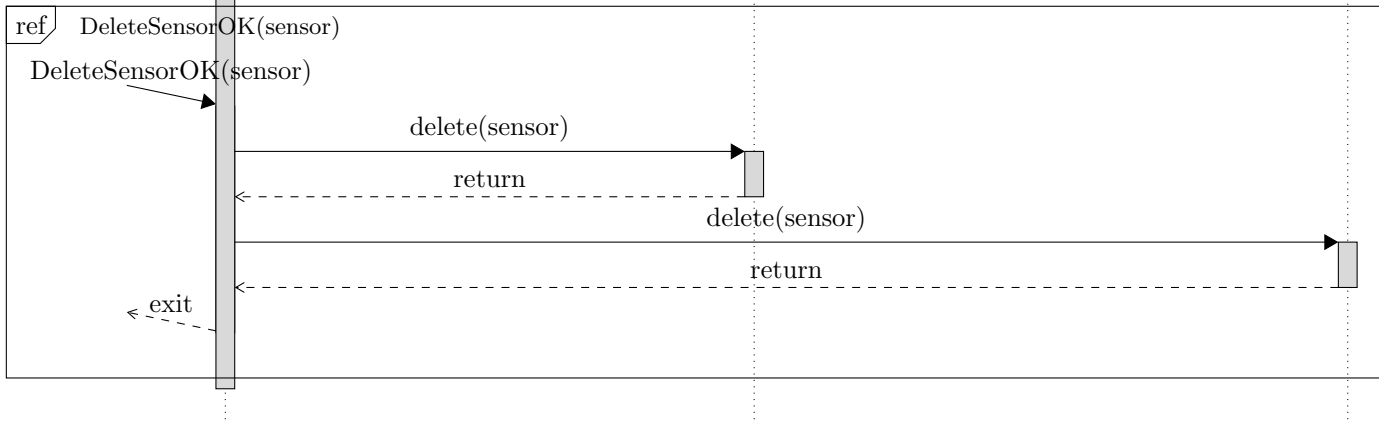 ref DeleteSensorOK(sensor)
DeleteSensorOK(sensor)
delete(sensor)
return
delete(sensor)
return
exit